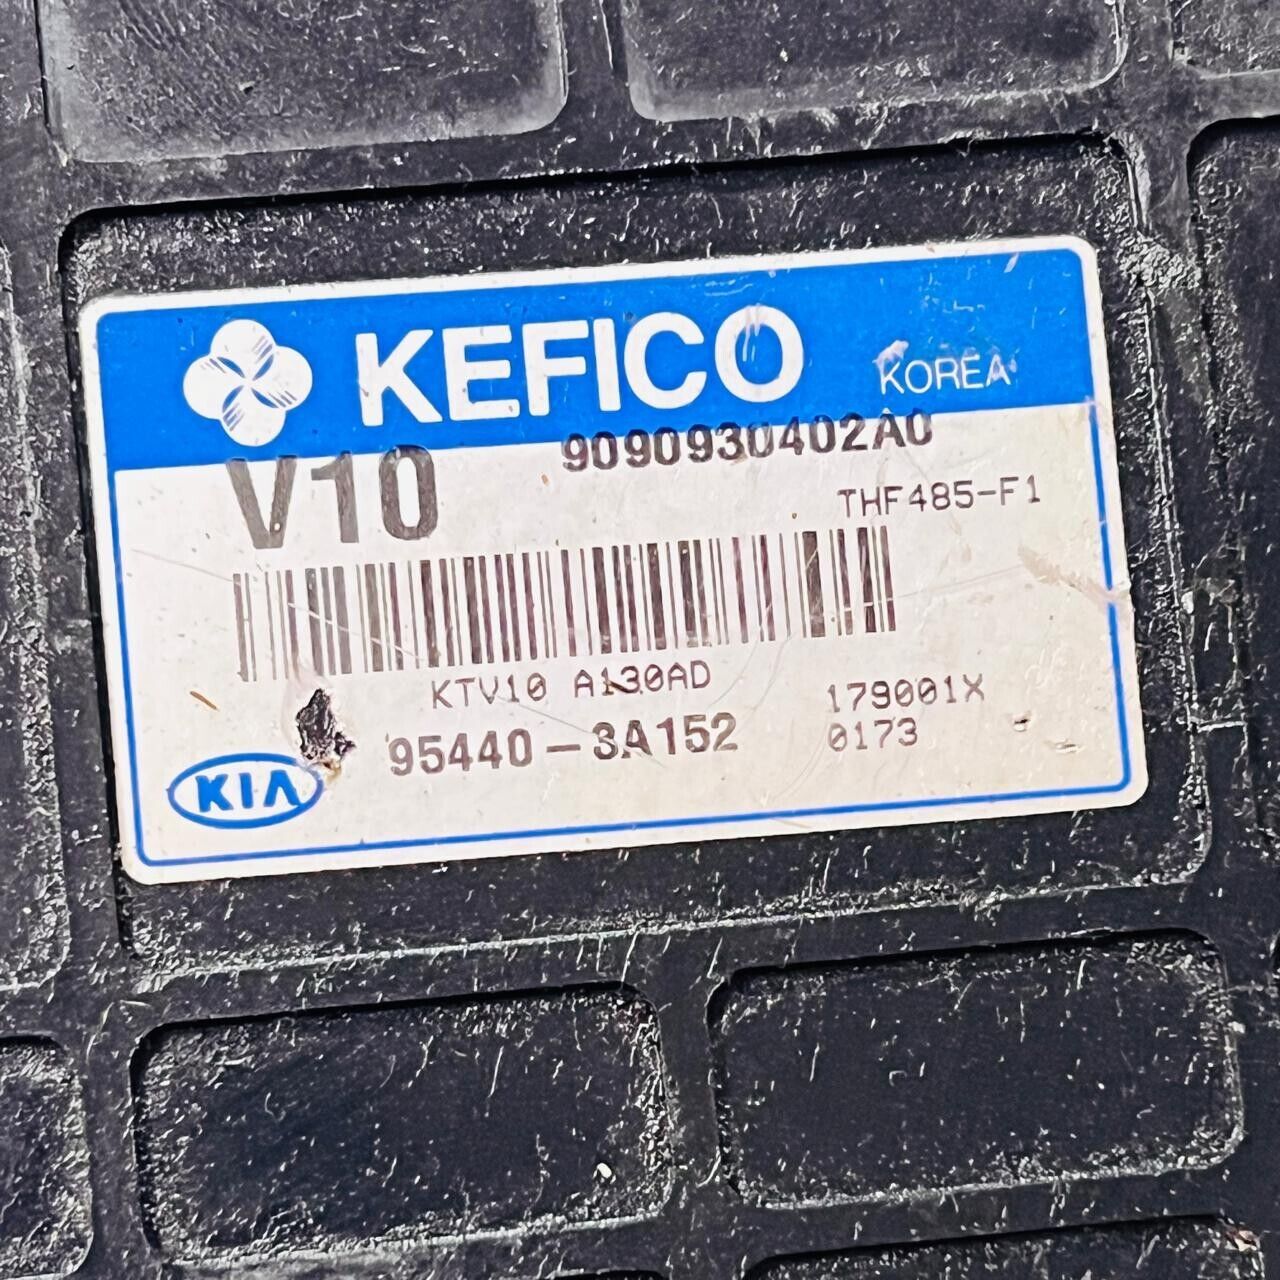 KEFICO KOREA
V10 9090930402A0
THF485-F1
KTV10 A130AD 179001X
95440-3A152 0173
KIA